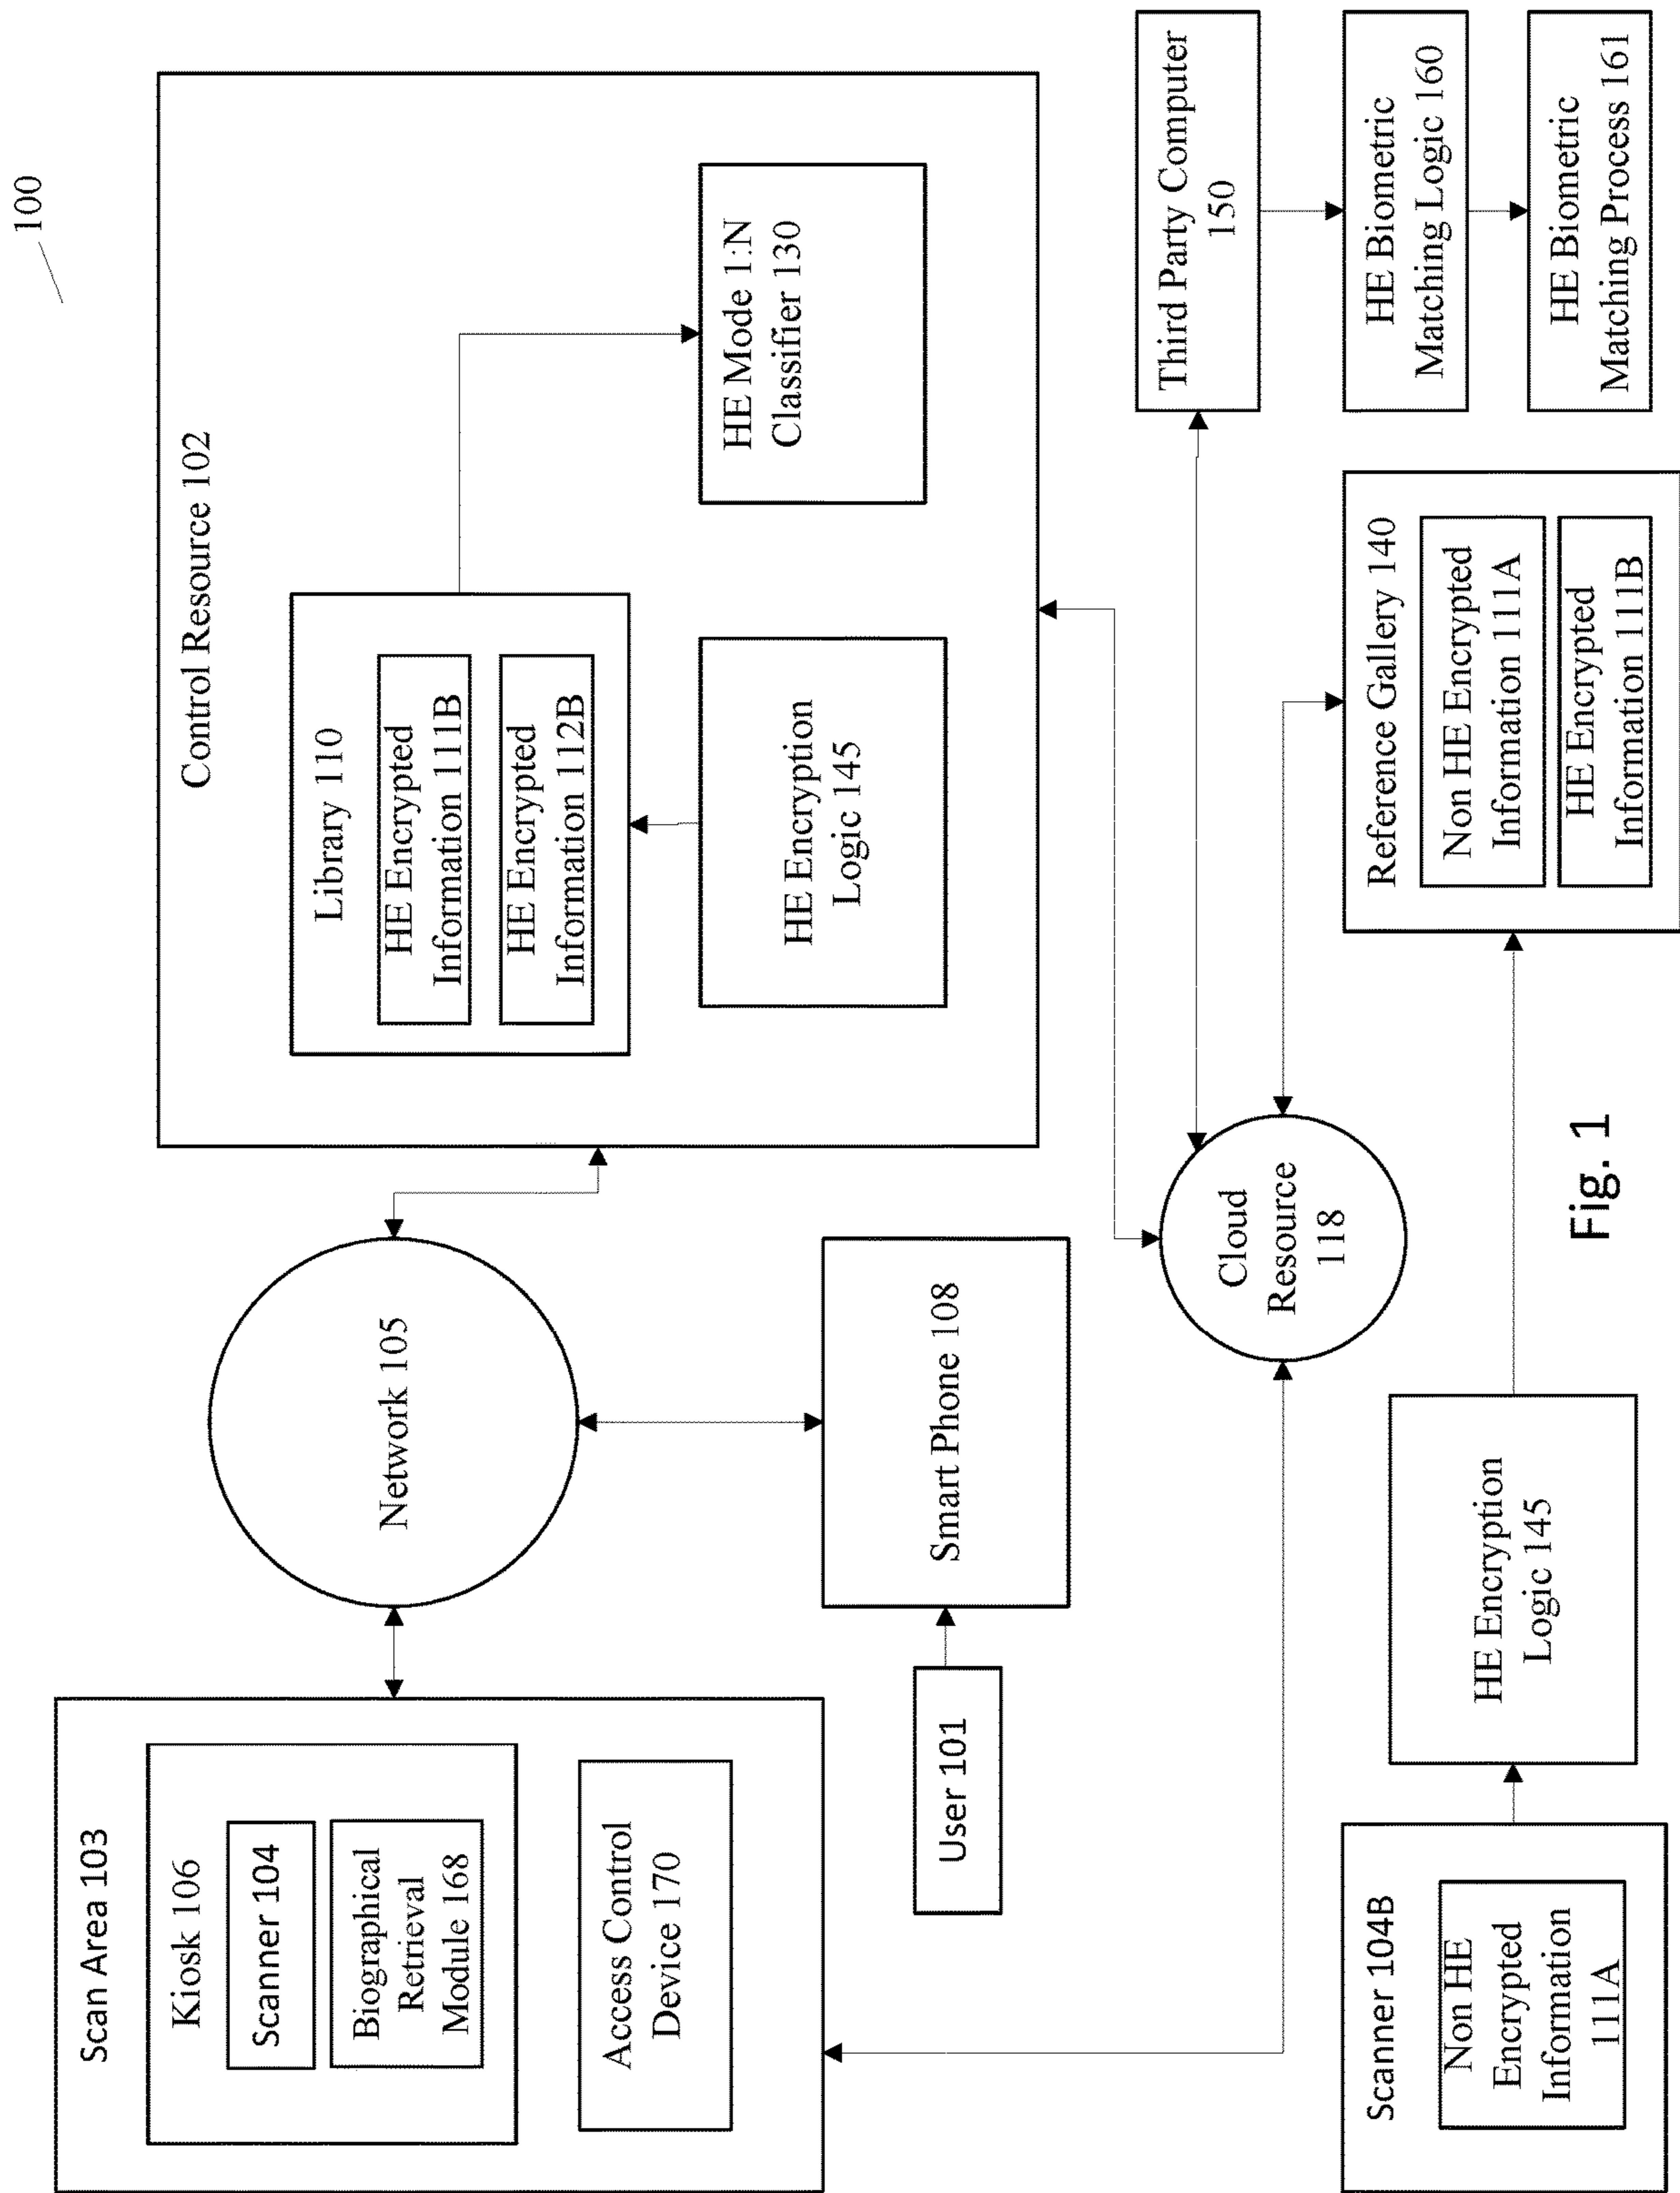 100
Scan Area 103
Kiosk 106
Scanner 104
Biographical
Retrieval
Module 168
Access Control
Device 170
Network 105
User 101
Smart Phone 108
Control Resource 102
Library 110
HE Encrypted
Information 111B
HE Encrypted
Information 112B
HE Encryption
Logic 145
HE Mode 1:N
Classifier 130
Cloud
Resource
118
Third Party Computer
150
HE Biometric
Matching Logic 160
HE Biometric
Matching Process 161
Scanner 104B
Non HE
Encrypted
Information
111A
HE Encryption
Logic 145
Reference Gallery 140
Non HE Encrypted
Information 111A
HE Encrypted
Information 111B
Fig. 1